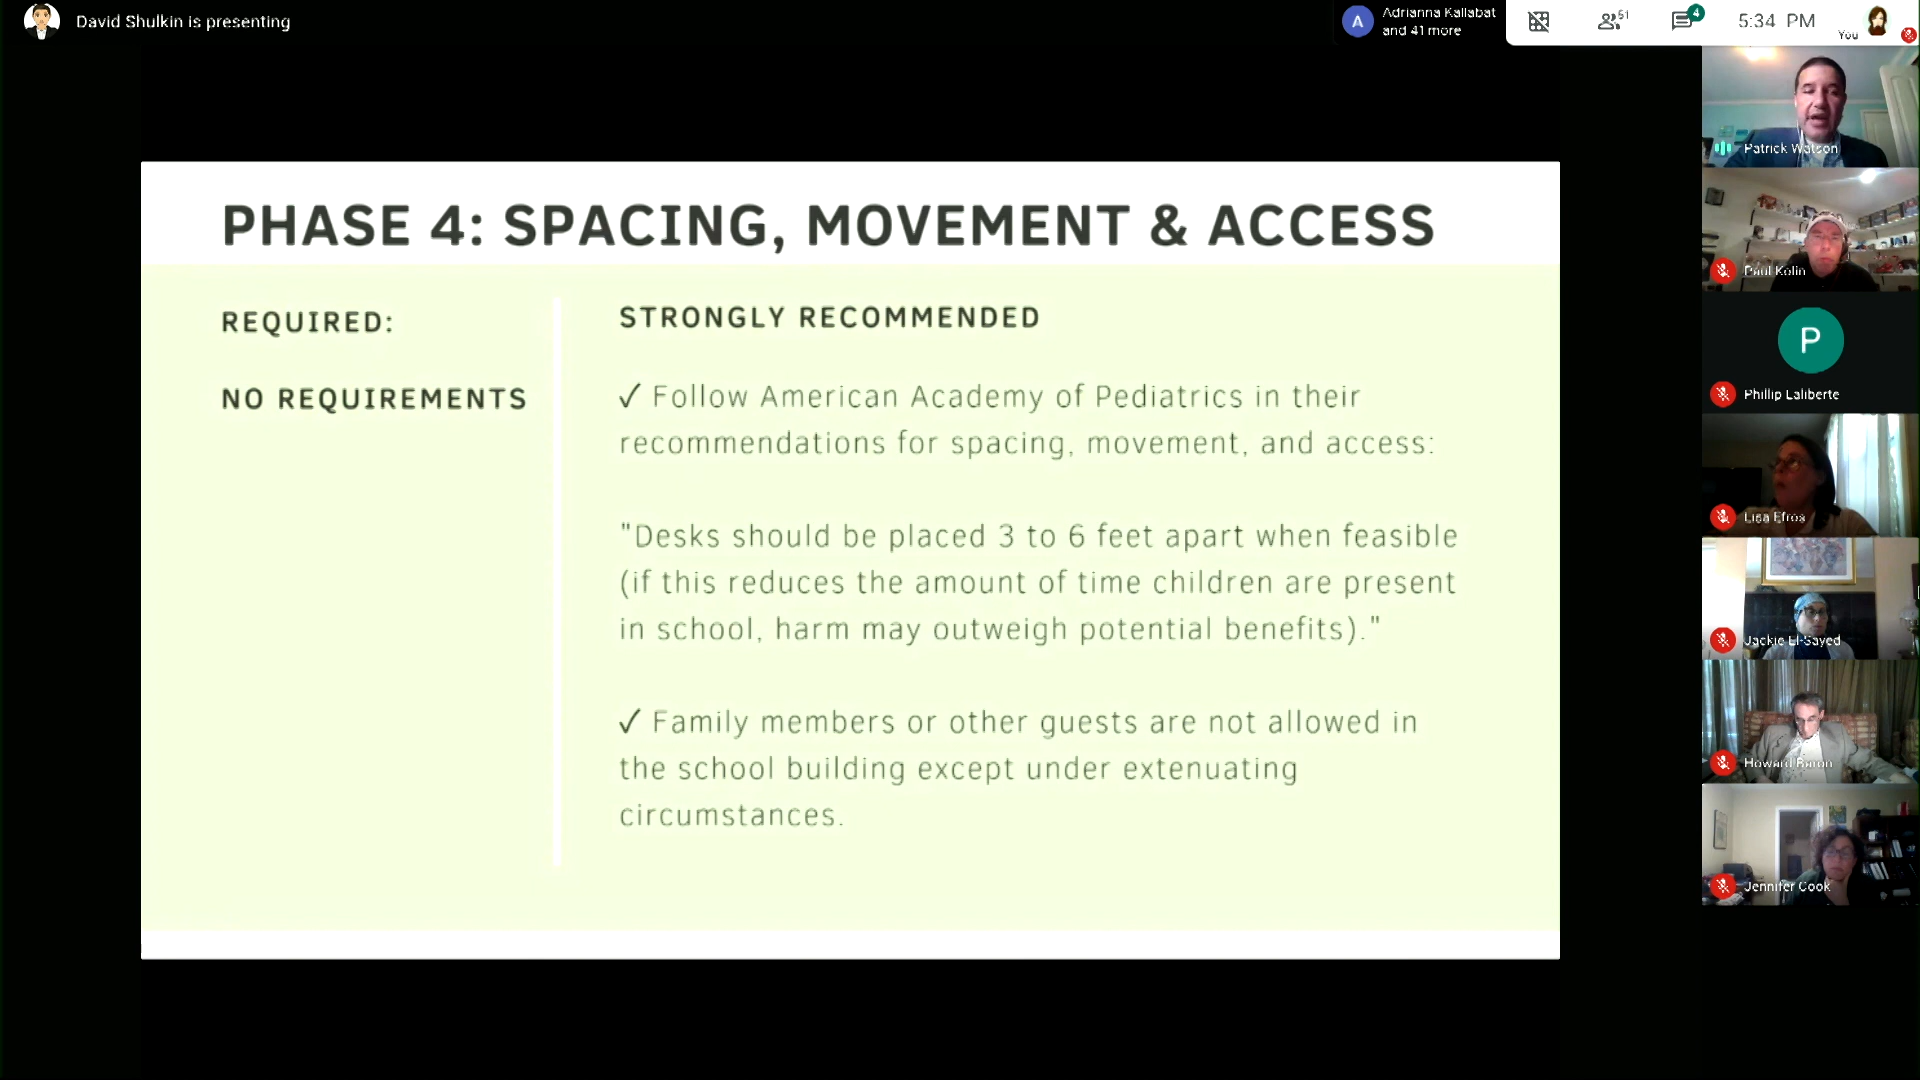 David Shulkin is presenting
A
Adrianna Kallabat
and 41 more
51
4
5:34 PM
You
PHASE 4: SPACING, MOVEMENT & ACCESS
REQUIRED:
NO REQUIREMENTS
STRONGLY RECOMMENDED
✓ Follow American Academy of Pediatrics in their
recommendations for spacing, movement, and access:
"Desks should be placed 3 to 6 feet apart when feasible
(if this reduces the amount of time children are present
in school, harm may outweigh potential benefits)."
✓ Family members or other guests are not allowed in
the school building except under extenuating
circumstances.
Patrick Watson
Paul Kolin
P
Phillip Laliberte
Lisa Efros
Jackie El-Sayed
Howard Baron
Jennifer Cook